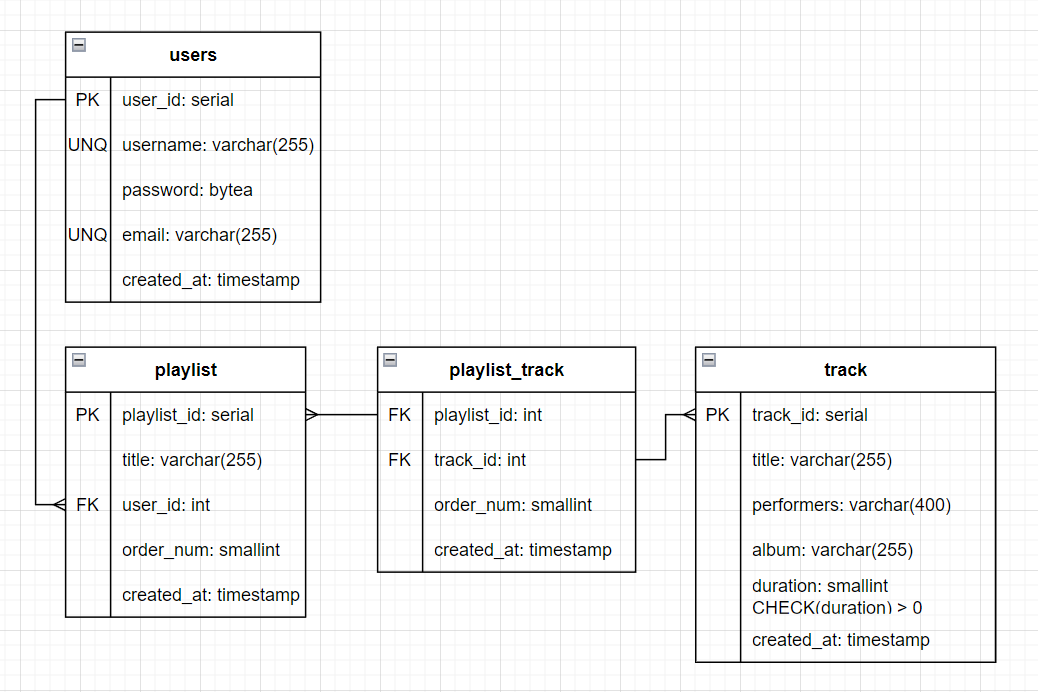 users
PK user_id: serial
UNQ username: varchar(255)
password: bytea
UNQ email: varchar(255)
created_at: timestamp
playlist
PK playlist_id: serial
title: varchar(255)
FK user_id: int
order_num: smallint
created_at: timestamp
playlist_track
FK playlist_id: int
FK track_id: int
order_num: smallint
created_at: timestamp
track
PK track_id: serial
title: varchar(255)
performers: varchar(400)
album: varchar(255)
duration: smallint
CHECK(duration) > 0
created_at: timestamp